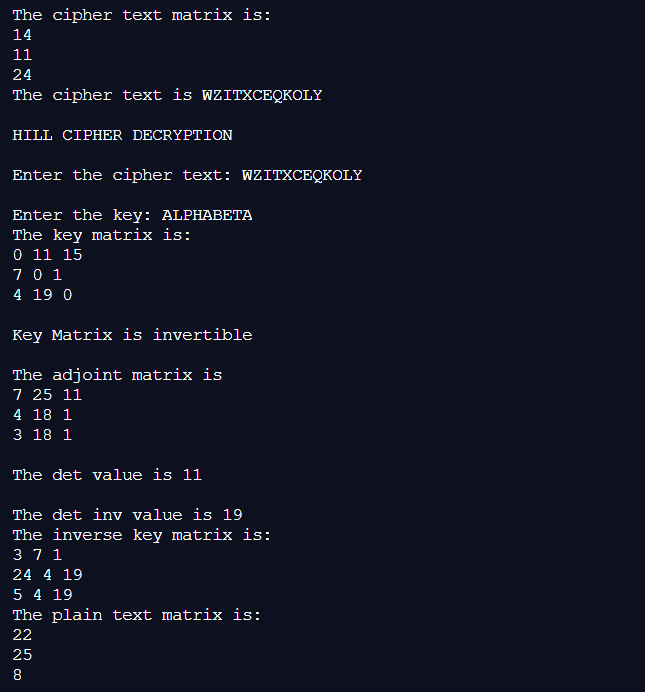 The cipher text matrix is:
14
11
24
The cipher text is WZITXCEQKOLY
HILL CIPHER DECRYPTION
Enter the cipher text: WZITXCEQKOLY
Enter the key: ALPHABETA
The key matrix is:
0 11 15
7 0 1
4 19 0
Key Matrix is invertible
The adjoint matrix is
7 25 11
4 18 1
3 18 1
The det value is 11
The det inv value is 19
The inverse key matrix is:
3 7 1
24 4 19
5 4 19
The plain text matrix is:
22
25
8